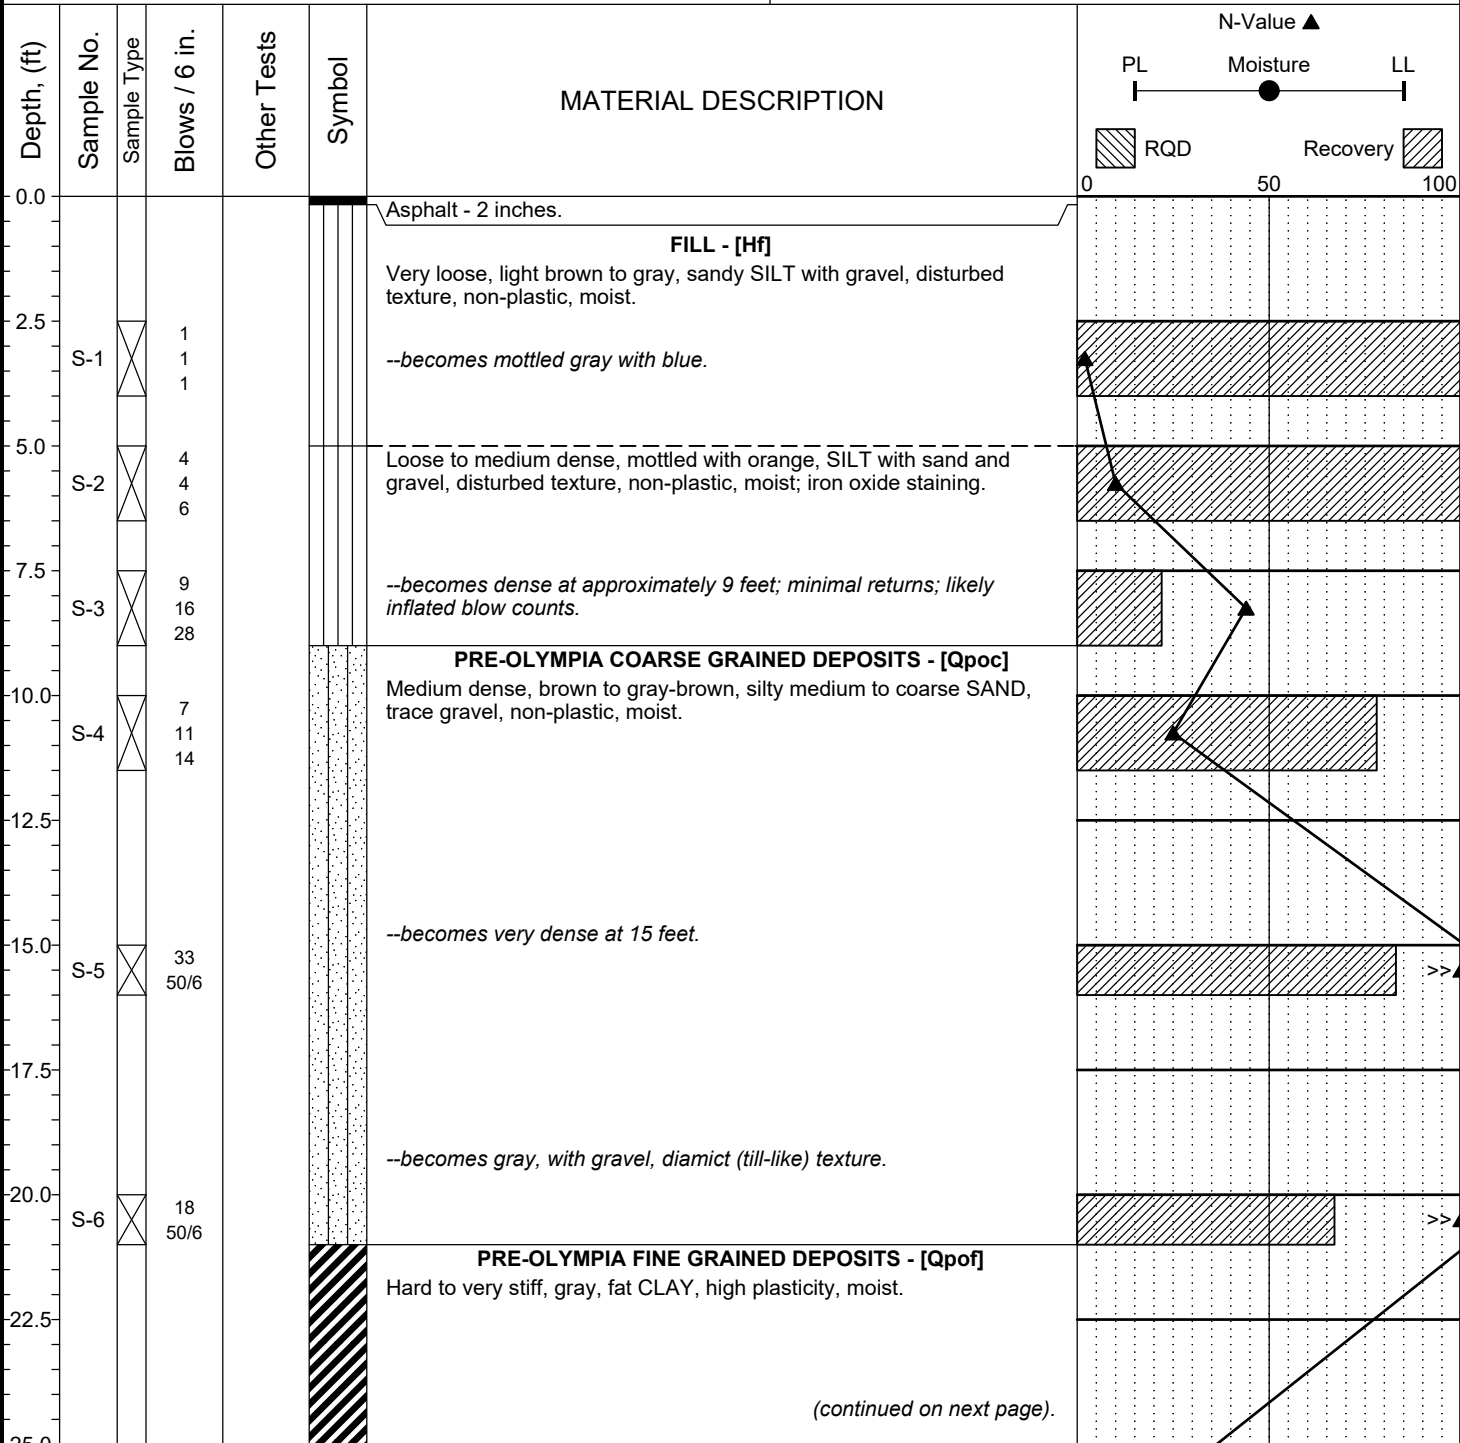 N-Value
PL Moisture LL
RQD Recovery
0 50 100
Depth, (ft)
Sample No.
Sample Type
Blows / 6 in.
Other Tests
Symbol
MATERIAL DESCRIPTION
0.0
Asphalt - 2 inches.
FILL - [Hf]
Very loose, light brown to gray, sandy SILT with gravel, disturbed
texture, non-plastic, moist.
2.5
S-1
1
1
1
--becomes mottled gray with blue.
5.0
S-2
4
4
6
Loose to medium dense, mottled with orange, SILT with sand and
gravel, disturbed texture, non-plastic, moist; iron oxide staining.
7.5
S-3
9
16
28
--becomes dense at approximately 9 feet; minimal returns; likely
inflated blow counts.
PRE-OLYMPIA COARSE GRAINED DEPOSITS - [Qpoc]
Medium dense, brown to gray-brown, silty medium to coarse SAND,
trace gravel, non-plastic, moist.
10.0
S-4
7
11
14
12.5
--becomes very dense at 15 feet.
15.0
S-5
33
50/6
>>
17.5
--becomes gray, with gravel, diamict (till-like) texture.
20.0
S-6
18
50/6
>>
PRE-OLYMPIA FINE GRAINED DEPOSITS - [Qpof]
Hard to very stiff, gray, fat CLAY, high plasticity, moist.
22.5
(continued on next page).
25.0